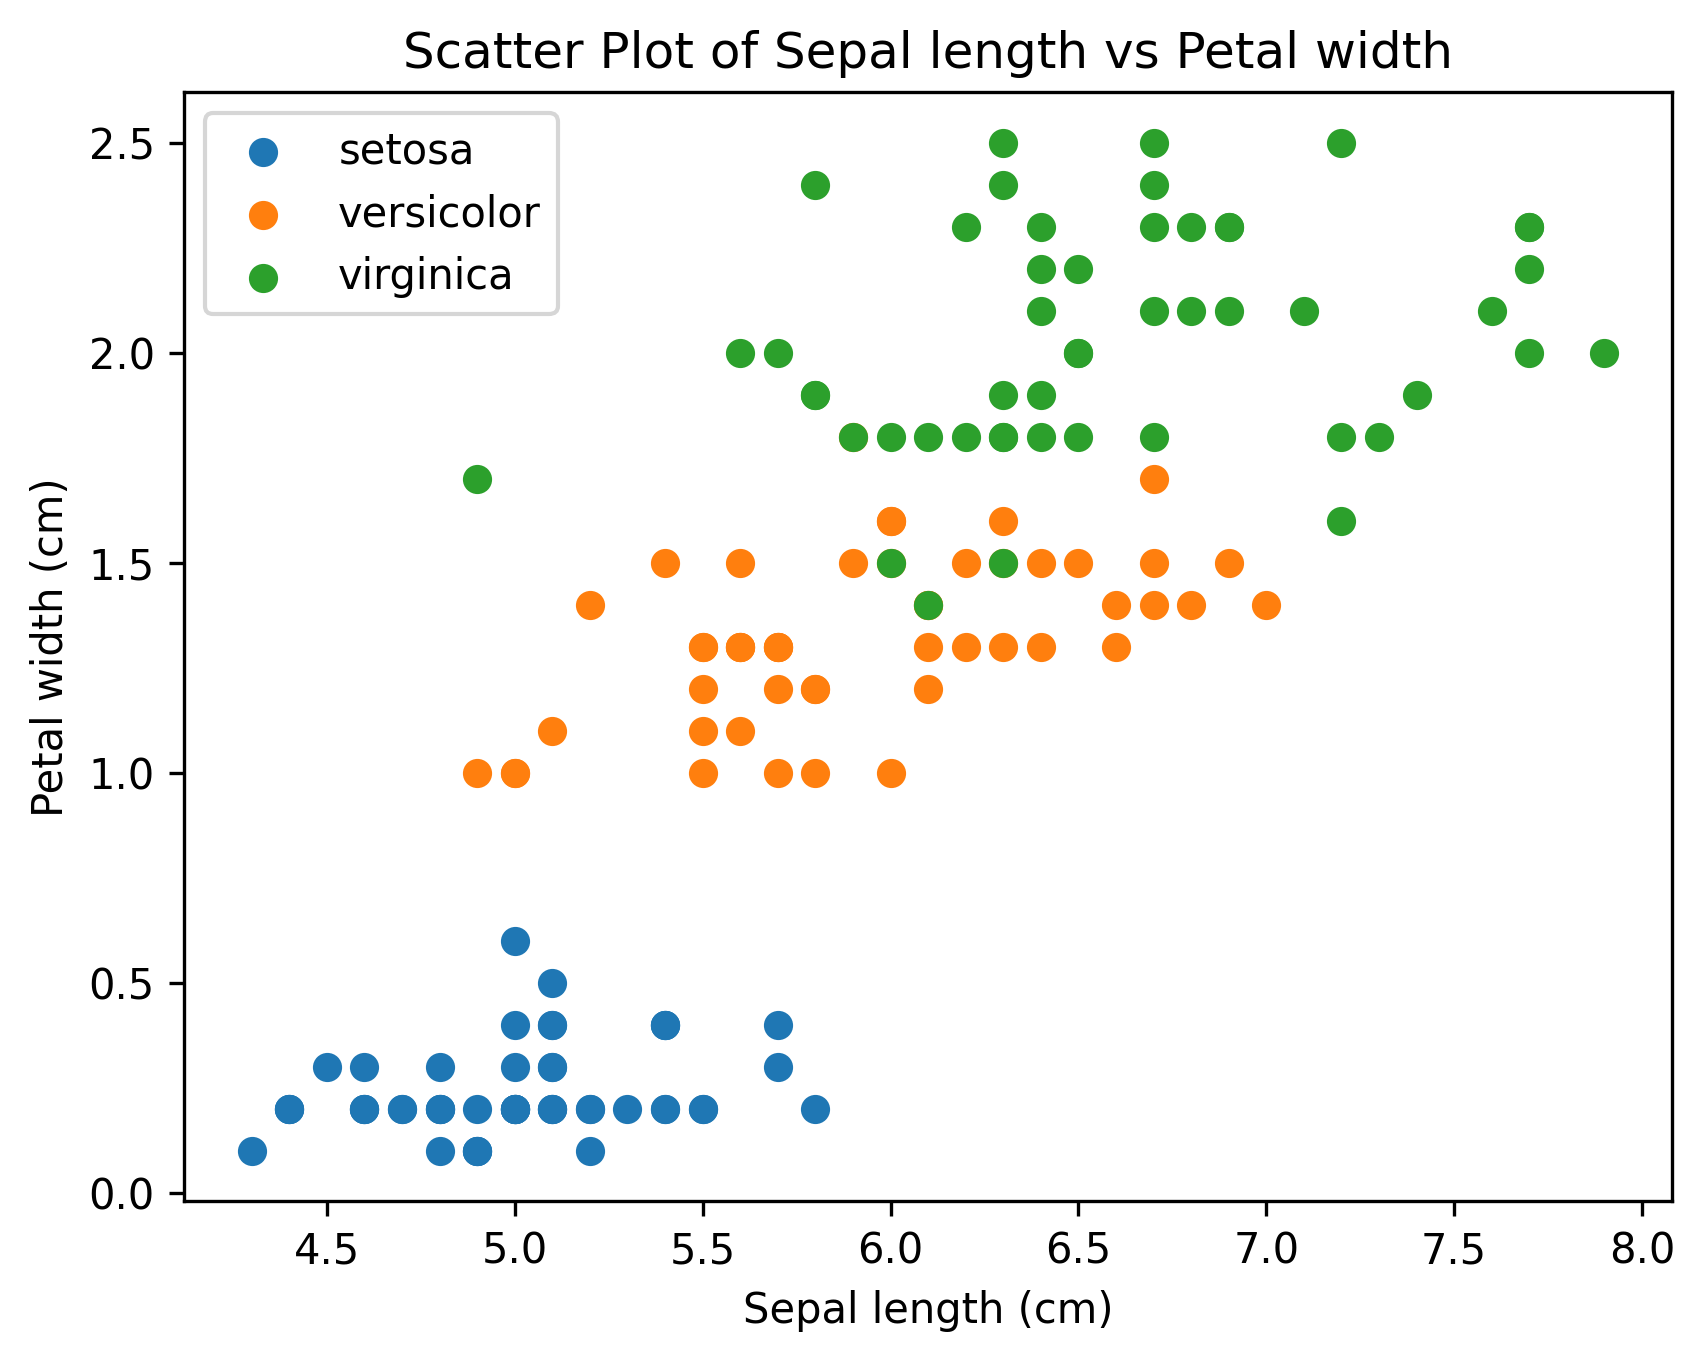 Scatter Plot of Sepal length vs Petal width
setosa
versicolor
virginica
Petal width (cm)
2.5
2.0
1.5
1.0
0.5
0.0
4.5 5.0 5.5 6.0 6.5 7.0 7.5 8.0
Sepal length (cm)